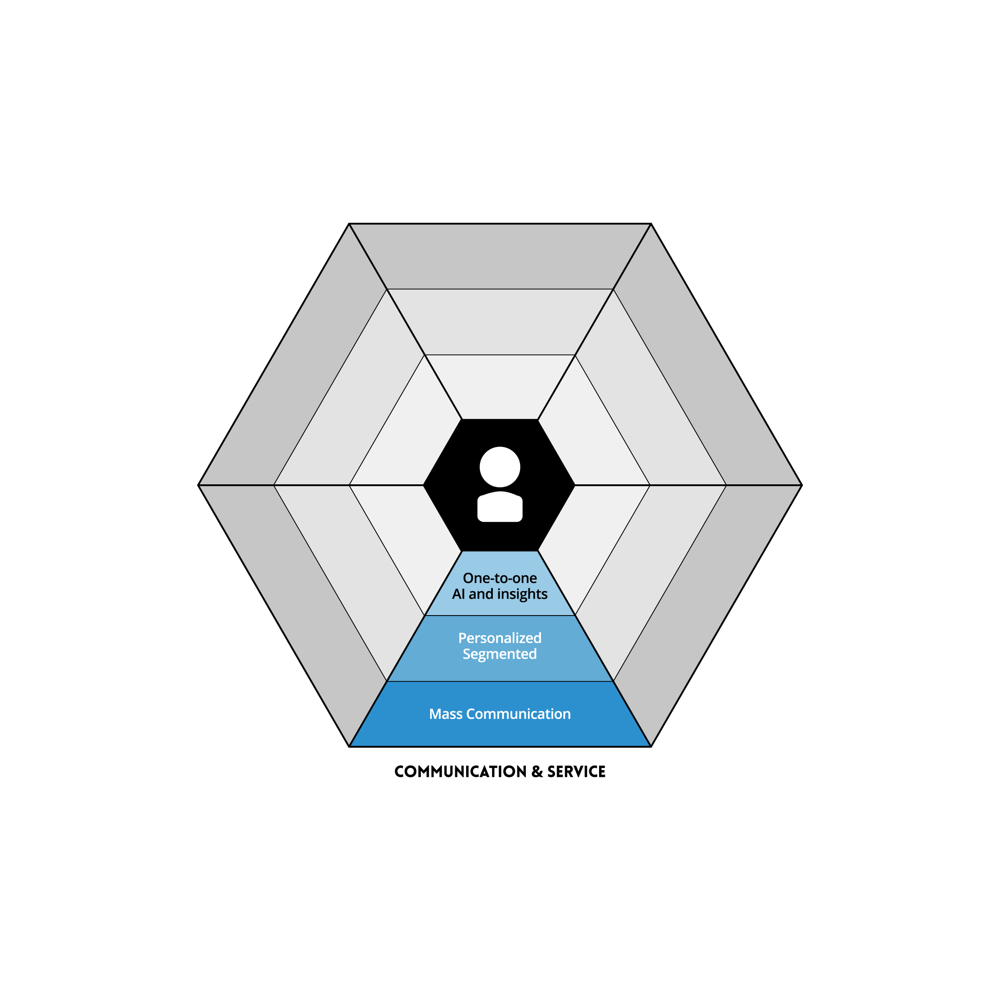 One-to-one
AI and insights
Personalized
Segmented
Mass Communication
COMMUNICATION & SERVICE